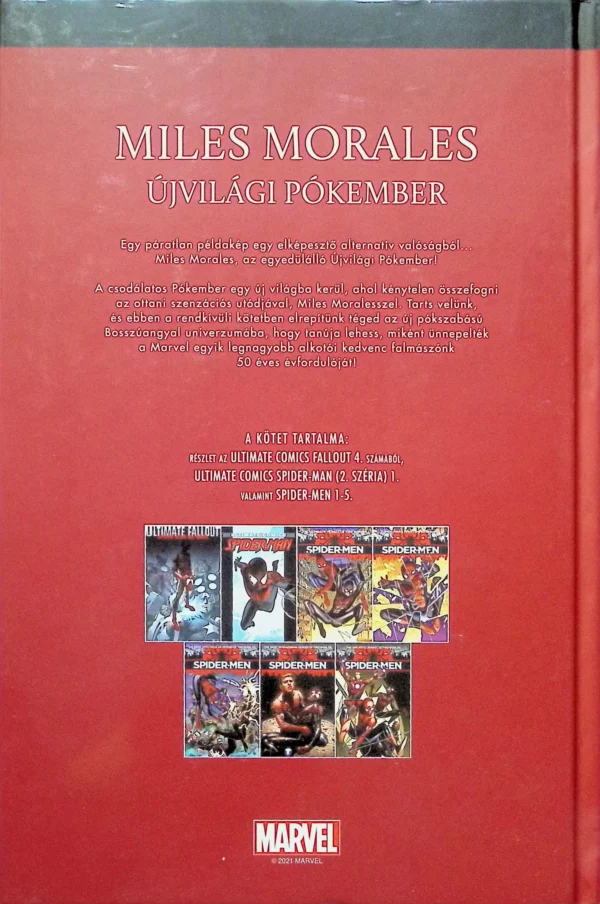 MILES MORALES
ÚJVILÁGI PÓKEMBER
Egy páratlan példakép egy elképesztő alternatív valóságból...
Miles Morales, az egyedülálló Újvilági Pókember!
A csodálatos Pókember egy új világba kerül, ahol kénytelen összefogni
az ottani szenzációs utódjával, Miles Moralesszel. Tarts velünk,
és ebben a rendkívüli kötetben elrepítünk téged az új pókszabású
Bosszúangyal univerzumába, hogy tanúja lehess, miként ünnepelték
a Marvel egyik legnagyobb alkotói kedvenc falmászónk
50 éves évfordulóját!
A KÖTET TARTALMA:
RÉSZLET AZ ULTIMATE COMICS FALLOUT 4. SZÁMÁBÓL,
ULTIMATE COMICS SPIDER-MAN (2. SZÉRIA) 1.
VALAMINT SPIDER-MEN 1-5.
ULTIMATE FALLOUT
SPIDER-MAN
SPIDER-MEN
SPIDER-MEN
SPIDER-MEN
SPIDER-MEN
SPIDER-MEN
MARVEL
© 2021 MARVEL